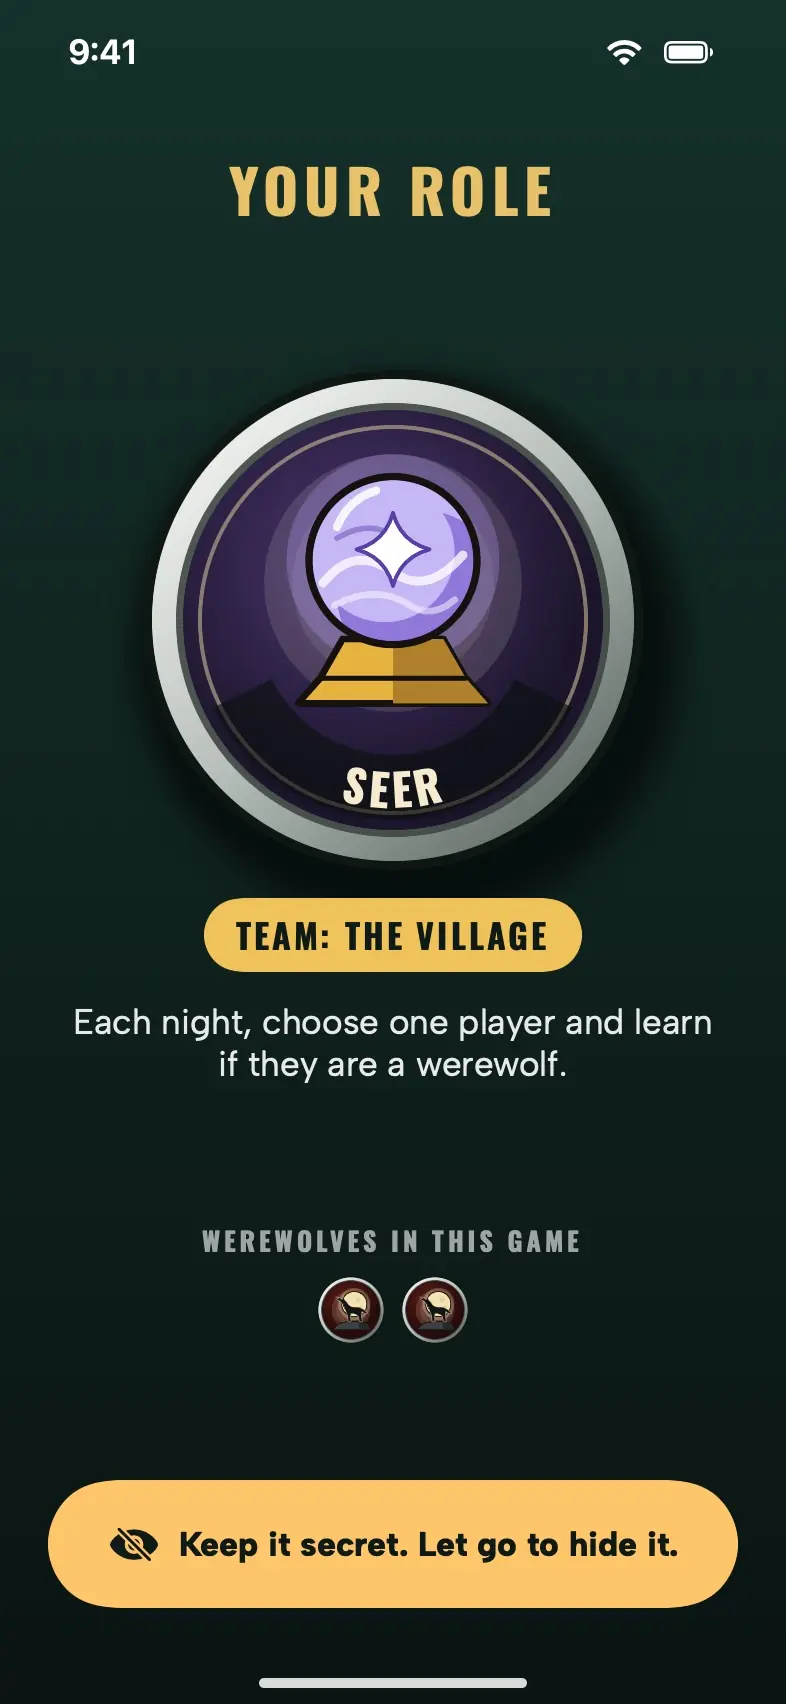 9:41
YOUR ROLE
SEER
TEAM: THE VILLAGE
Each night, choose one player and learn
if they are a werewolf.
WEREWOLVES IN THIS GAME
Keep it secret. Let go to hide it.